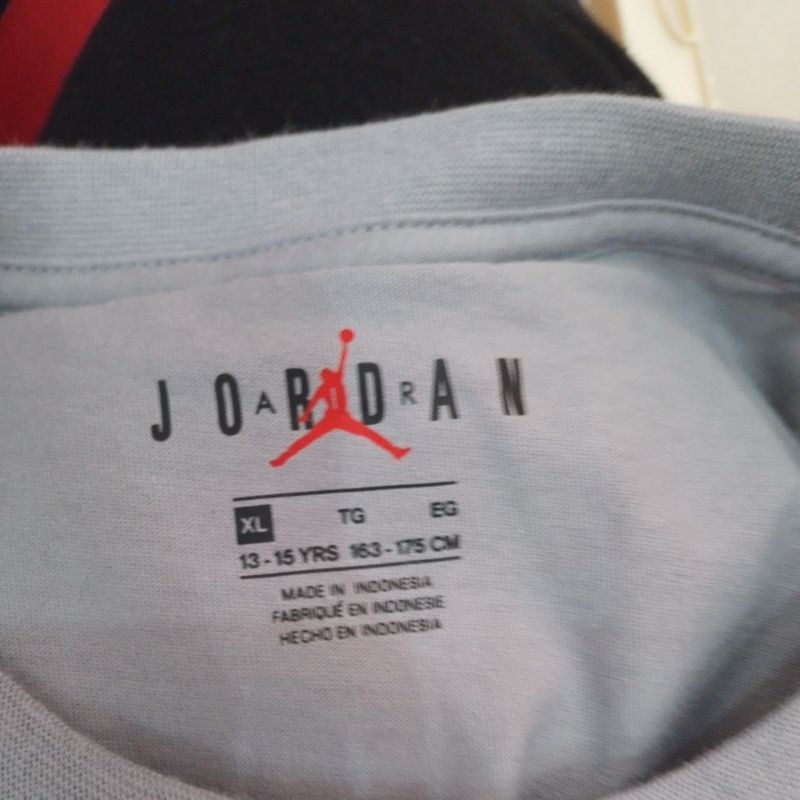 JORDAN
AIR
XL TG EG
13-15 YRS 163-175 CM
MADE IN INDONESIA
FABRIQUÉ EN INDONESIE
HECHO EN INDONESIA